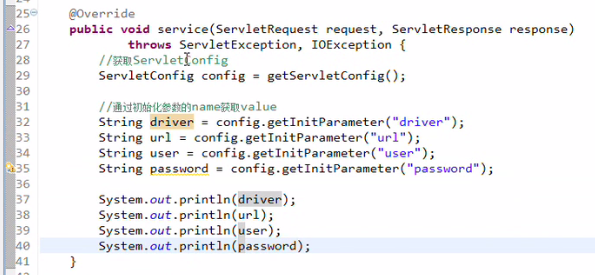 25 @Override
26 public void service(ServletRequest request, ServletResponse response)
27 throws ServletException, IOException {
28 //获取ServletConfig
29 ServletConfig config = getServletConfig();
30
31 //通过初始化参数的name获取value
32 String driver = config.getInitParameter("driver");
33 String url = config.getInitParameter("url");
34 String user = config.getInitParameter("user");
35 String password = config.getInitParameter("password");
36
37 System.out.println(driver);
38 System.out.println(url);
39 System.out.println(user);
40 System.out.println(password);
41 }